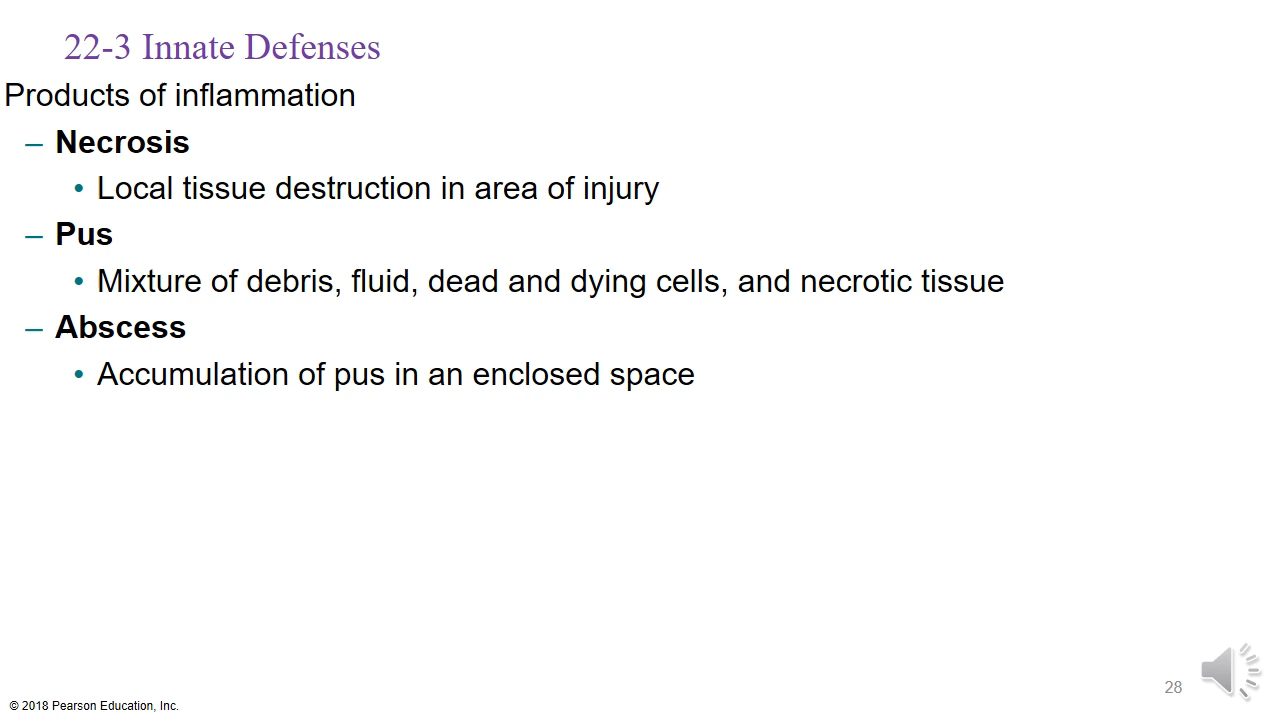 22-3 Innate Defenses
Products of inflammation
– Necrosis
• Local tissue destruction in area of injury
– Pus
• Mixture of debris, fluid, dead and dying cells, and necrotic tissue
– Abscess
• Accumulation of pus in an enclosed space
28
© 2018 Pearson Education, Inc.